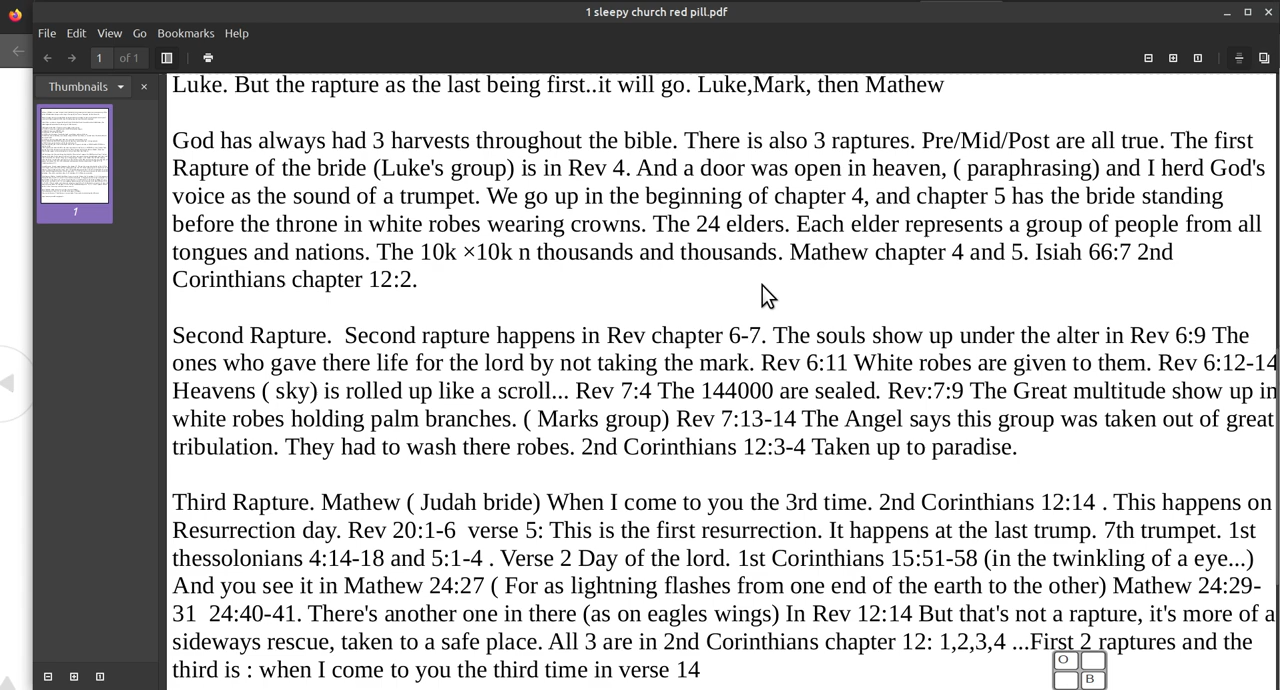 1 sleepy church red pill.pdf
File Edit View Go Bookmarks Help
1 of 1
Thumbnails
1
Luke. But the rapture as the last being first..it will go. Luke,Mark, then Mathew
God has always had 3 harvests throughout the bible. There is also 3 raptures. Pre/Mid/Post are all true. The first
Rapture of the bride (Luke's group) is in Rev 4. And a door was open in heaven, ( paraphrasing) and I herd God's
voice as the sound of a trumpet. We go up in the beginning of chapter 4, and chapter 5 has the bride standing
before the throne in white robes wearing crowns. The 24 elders. Each elder represents a group of people from all
tongues and nations. The 10k ×10k n thousands and thousands. Mathew chapter 4 and 5. Isiah 66:7 2nd
Corinthians chapter 12:2.
Second Rapture.  Second rapture happens in Rev chapter 6-7. The souls show up under the alter in Rev 6:9 The
ones who gave there life for the lord by not taking the mark. Rev 6:11 White robes are given to them. Rev 6:12-14
Heavens ( sky) is rolled up like a scroll... Rev 7:4 The 144000 are sealed. Rev:7:9 The Great multitude show up in
white robes holding palm branches. ( Marks group) Rev 7:13-14 The Angel says this group was taken out of great
tribulation. They had to wash there robes. 2nd Corinthians 12:3-4 Taken up to paradise.
Third Rapture. Mathew ( Judah bride) When I come to you the 3rd time. 2nd Corinthians 12:14 . This happens on
Resurrection day. Rev 20:1-6  verse 5: This is the first resurrection. It happens at the last trump. 7th trumpet. 1st
thessolonians 4:14-18 and 5:1-4 . Verse 2 Day of the lord. 1st Corinthians 15:51-58 (in the twinkling of a eye...)
And you see it in Mathew 24:27 ( For as lightning flashes from one end of the earth to the other) Mathew 24:29-
31  24:40-41. There's another one in there (as on eagles wings) In Rev 12:14 But that's not a rapture, it's more of a
sideways rescue, taken to a safe place. All 3 are in 2nd Corinthians chapter 12: 1,2,3,4 ...First 2 raptures and the
third is : when I come to you the third time in verse 14
O
B